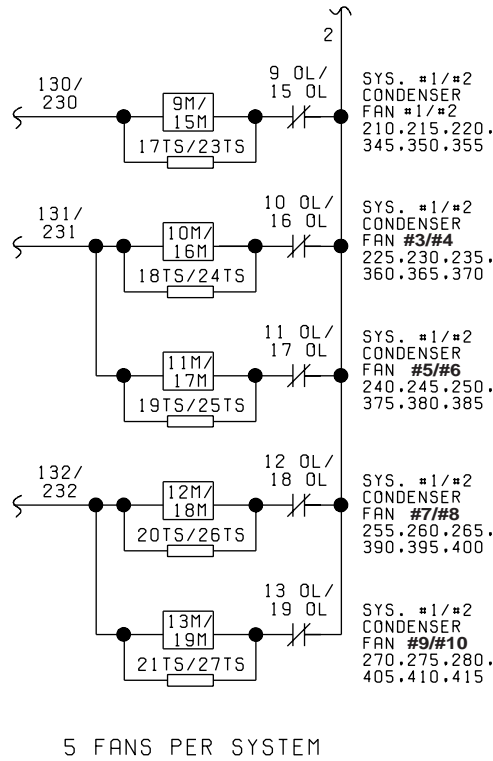 2
130/
230
9M/
15M
9 OL/
15 OL
17TS/23TS
SYS. #1/#2
CONDENSER
FAN #1/#2
210.215.220.
345.350.355
131/
231
10M/
16M
10 OL/
16 OL
18TS/24TS
SYS. #1/#2
CONDENSER
FAN #3/#4
225.230.235.
360.365.370
11M/
17M
11 OL/
17 OL
19TS/25TS
SYS. #1/#2
CONDENSER
FAN #5/#6
240.245.250.
375.380.385
132/
232
12M/
18M
12 OL/
18 OL
20TS/26TS
SYS. #1/#2
CONDENSER
FAN #7/#8
255.260.265.
390.395.400
13M/
19M
13 OL/
19 OL
21TS/27TS
SYS. #1/#2
CONDENSER
FAN #9/#10
270.275.280.
405.410.415
5 FANS PER SYSTEM